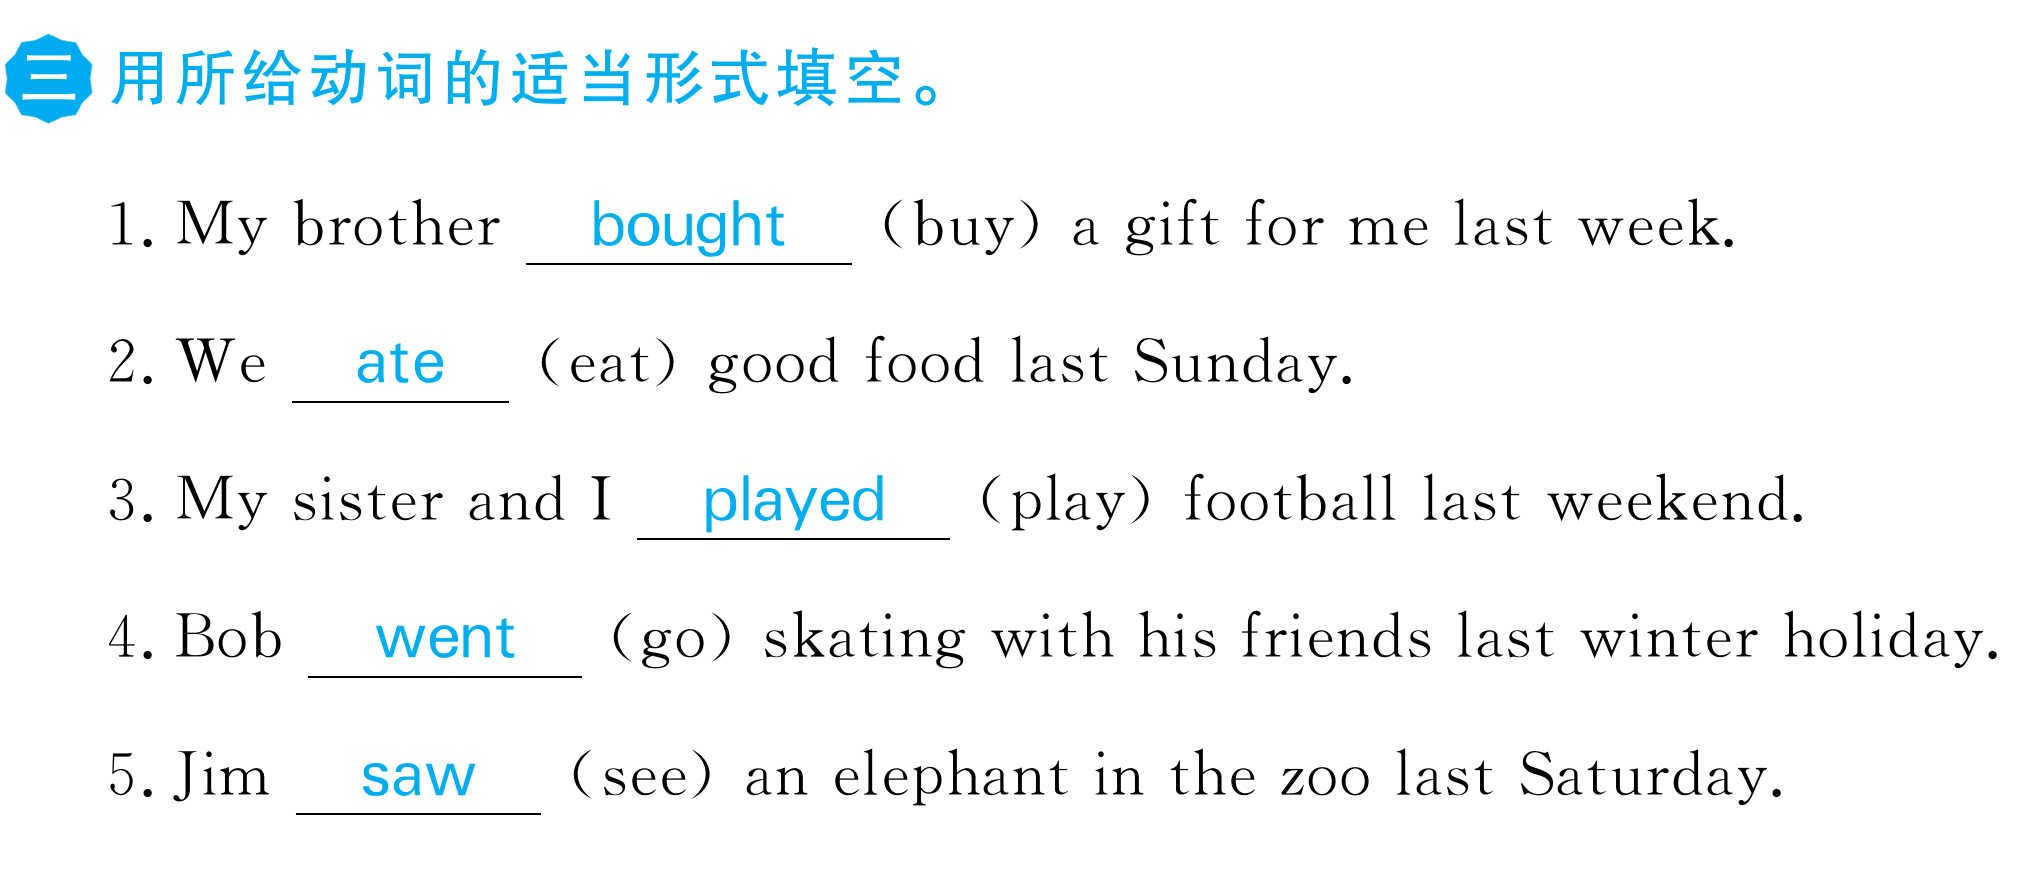 三 用所给动词的适当形式填空。
1. My brother bought (buy) a gift for me last week.
2. We ate (eat) good food last Sunday.
3. My sister and I played (play) football last weekend.
4. Bob went (go) skating with his friends last winter holiday.
5. Jim saw (see) an elephant in the zoo last Saturday.